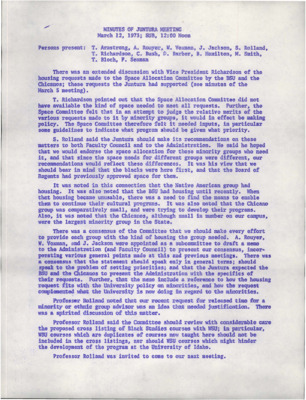 MINUTES OF JUNTURA MEETING
March 12, 1975; SUB, 12:00 Noon
Persons present: T. Armstrong, A. Rouyer, H. Youmans, J. Jackson, S. Rolland,
T. Richardson, C. Bush, D. Barber, R. Hamilton, M. Smith,
T. Bloch, F. Seaman
There was an extended discussion with Vice President Richardson of the
housing requests made to the Space Allocating Committee by the BSU and the
Chicanos; these requests the Juntura had supported (see minutes of the
March 5 meeting).
T. Richardson pointed out that the Space Allocation Committee did not
have available the kind of space needed to meet all requests. Further, the
Space Committee felt that in an attempt to judge the relative merits of the
various requests made to it by minority groups, it would in effect be making
policy. The Space Committee therefore felt it needed inputs, in particular
some guidelines to indicate what program should be given what priority.
S. Rolland said the Juntura should make its recommendations on these
matters to both Faculty Council and to the Administration. He said he hoped
that we would endorse the space allocation for these minority groups who need
it, and that since the space needs for different groups were different, our
recommendations would reflect these differences. It was his view that we
should bear in mind that the blacks were here first, and that the Board of
Regents had previously approved space for them.
It was noted in this connection that the Native American group had
housing. It was also noted that the BSU had housing until recently. When
that housing became unusable, there was a need to find the means to enable
them to continue their cultural programs. It was also noted that the Chicano
group was comparatively small, and were trying to develop their programs.
Also, it was noted that the Chicanos, although small in number on our campus,
were the largest minority group in the State.
There was a consensus of the Committee that we should make every effort
to provide each group with the kind of housing the group needed. A. Rouyer,
H. Youmans, and J. Jackson were appointed as a subcommittee to draft a memo
to the Administration (and Faculty Council) to present our consensus, incor-
porating various general points made at this and previous meetings. There was
a consensus that the statement should speak only in general terms; should
speak to the problem of setting priorities; and that the Juntura expected the
BSU and the Chicanos to present the Administration with the specifics of
their requests. Further, that the memo include a reference to how the housing
request fits with the University policy on minorities, and how the request
complemented what the University is now doing in regard to the minorities.
Professor Rolland noted that our recent request for released time for a
minority or ethnic group advisor was an idea that needed justification. There
was a spirited discussion of this matter.
Professor Rolland said the Committee should review with considerable care
the proposed cross listing of Black Studies courses with WSU; in particular,
WSU courses which are duplicates of courses now taught here should not be
included in the cross listings, nor should WSU courses which might hinder
the development of the program at the University of Idaho.
Professor Rolland was invited to come to our next meeting.